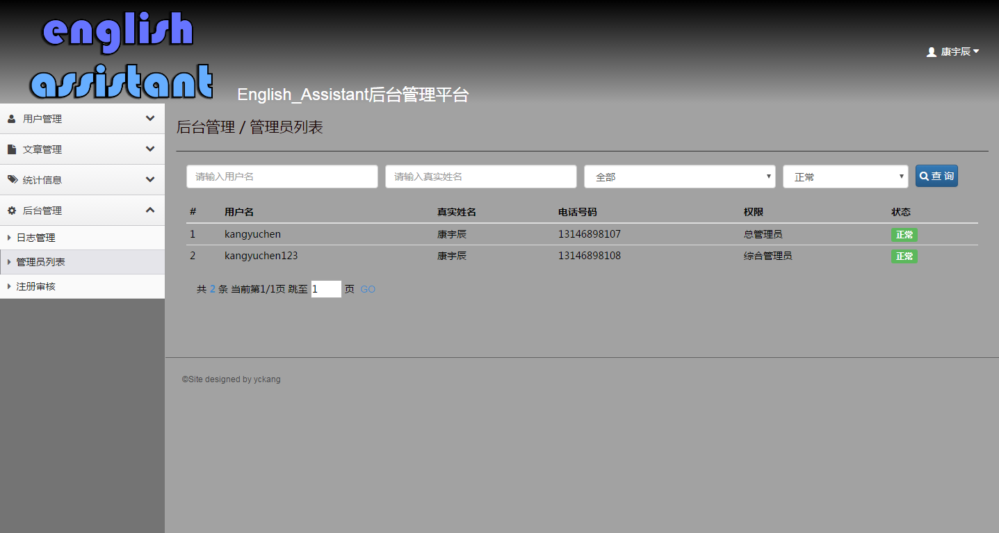 english
assistant
English_Assistant后台管理平台
康宇辰
用户管理
文章管理
统计信息
后台管理
日志管理
管理员列表
注册审核
后台管理 / 管理员列表
请输入用户名 请输入真实姓名 全部 正常 查 询
# 用户名 真实姓名 电话号码 权限 状态
1 kangyuchen 康宇辰 13146898107 总管理员 正常
2 kangyuchen123 康宇辰 13146898108 综合管理员 正常
共 2 条 当前第1/1页 跳至 1 页 GO
©Site designed by yckang